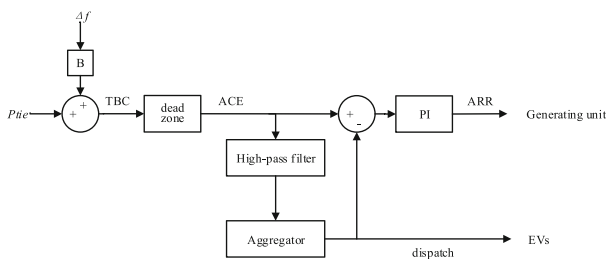 Δf
B
+
Ptie
+
TBC
dead
zone
ACE
+
-
PI
ARR
Generating unit
High-pass filter
Aggregator
EVs
dispatch